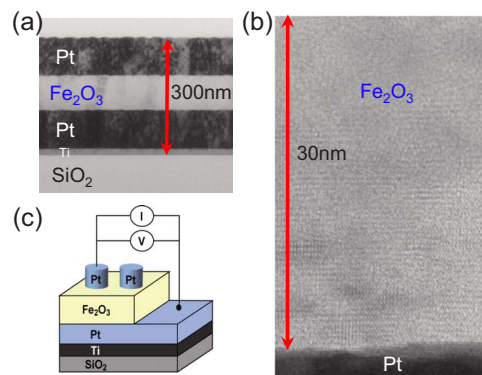 (a)
Pt
Fe₂O₃
300nm
Pt
Ti
SiO₂
(b)
Fe₂O₃
30nm
Pt
(c)
I
V
Pt Pt
Fe₂O₃
Pt
Ti
SiO₂